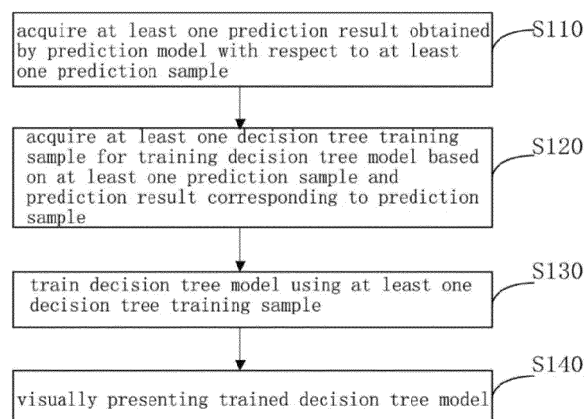 acquire at least one prediction result obtained
by prediction model with respect to at least
one prediction sample
S110
acquire at least one decision tree training
sample for training decision tree model based
on at least one prediction sample and
prediction result corresponding to prediction
sample
S120
train decision tree model using at least one
decision tree training sample
S130
visually presenting trained decision tree model
S140